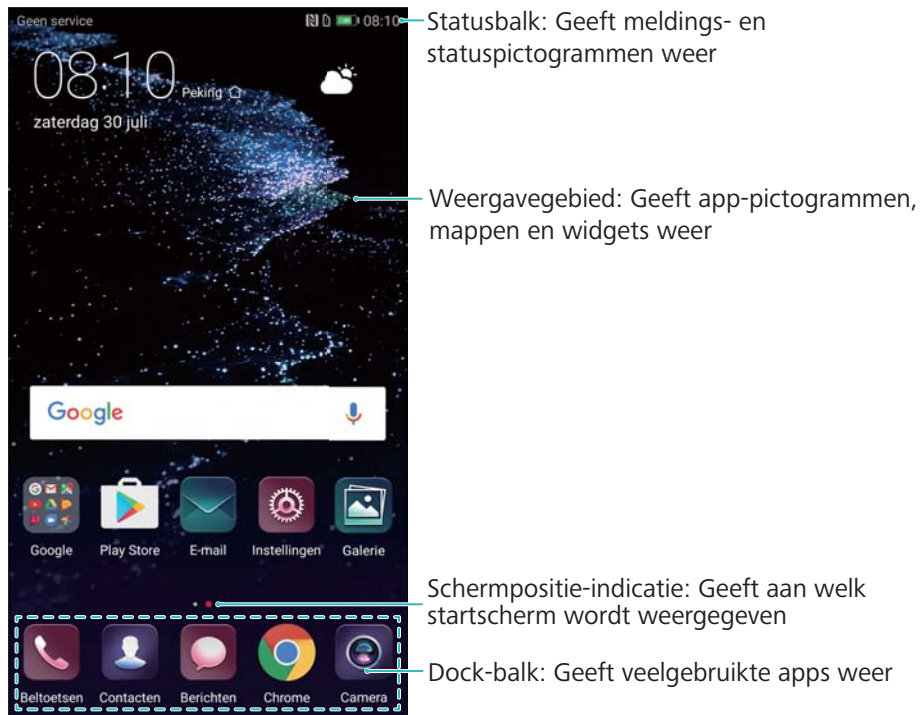 Geen service
08:10
Statusbalk: Geeft meldings- en
statuspictogrammen weer
08:10
Peking
zaterdag 30 juli
Weergavegebied: Geeft app-pictogrammen,
mappen en widgets weer
Google
Google
Play Store
E-mail
Instellingen
Galerie
Schermpositie-indicatie: Geeft aan welk
startscherm wordt weergegeven
Dock-balk: Geeft veelgebruikte apps weer
Beltoetsen
Contacten
Berichten
Chrome
Camera